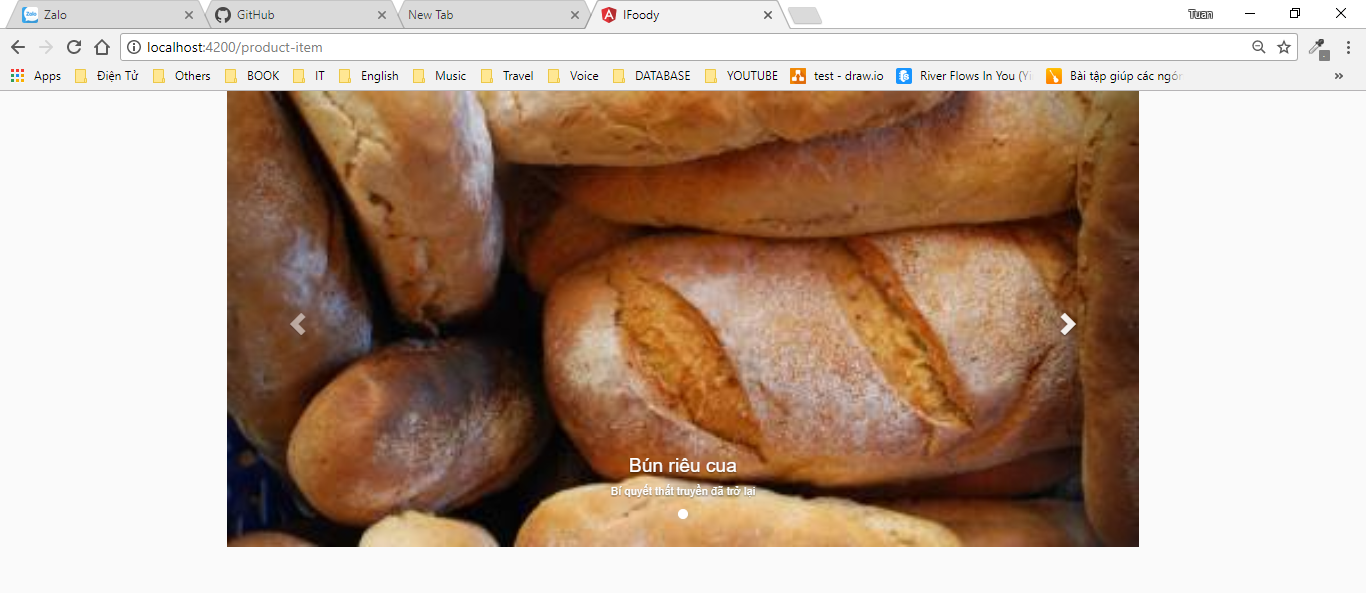 Zalo
GitHub
New Tab
IFoody
Tuan
localhost:4200/product-item
Apps
Điện Tử
Others
BOOK
IT
English
Music
Travel
Voice
DATABASE
YOUTUBE
test - draw.io
River Flows In You (Yi
Bài tập giúp các ngón
»
Bún riêu cua
Bí quyết thất truyền đã trở lại